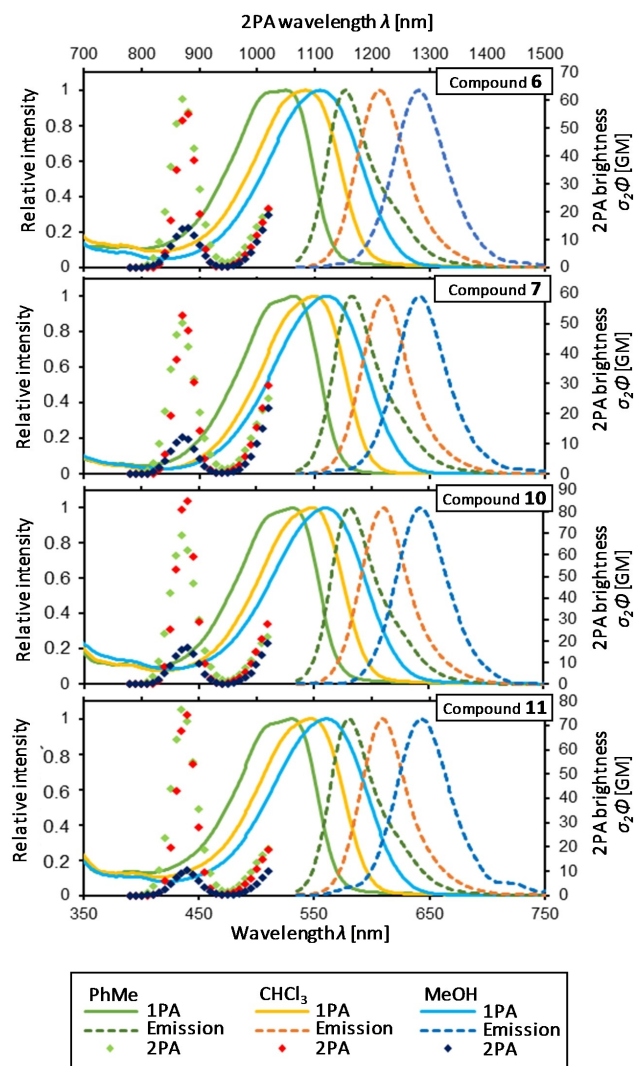 2PA wavelength λ [nm]
700 800 900 1000 1100 1200 1300 1400 1500
Relative intensity
1
0.8
0.6
0.4
0.2
0
Compound 6
70
60
50
40
30
20
10
0
2PA brightness
σ₂Φ [GM]
Relative intensity
1
0.8
0.6
0.4
0.2
0
Compound 7
60
50
40
30
20
10
0
2PA brightness
σ₂Φ [GM]
Relative intensity
1
0.8
0.6
0.4
0.2
0
Compound 10
90
80
70
60
50
40
30
20
10
0
2PA brightness
σ₂Φ [GM]
Relative intensity
1
0.8
0.6
0.4
0.2
0
Compound 11
80
70
60
50
40
30
20
10
0
2PA brightness
σ₂Φ [GM]
350 450 550 650 750
Wavelength λ [nm]
PhMe CHCl₃ MeOH
1PA 1PA 1PA
Emission Emission Emission
2PA 2PA 2PA